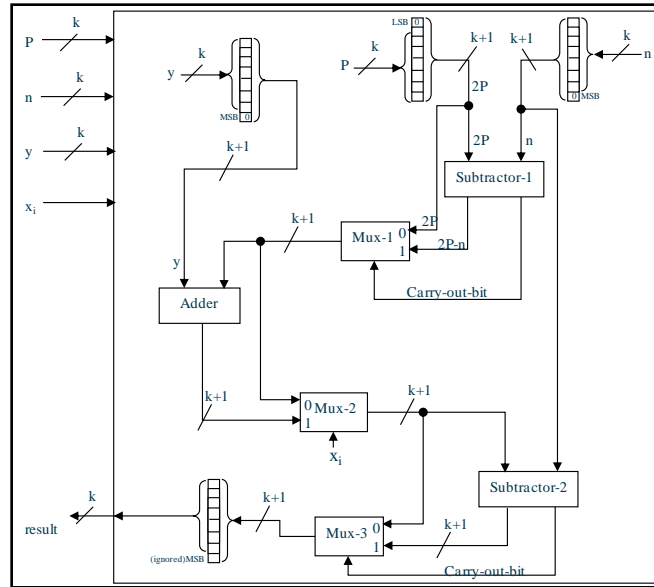 P
k
n
k
y
k
x_i
y
k
MSB
0
k+1
LSB
0
P
k
k+1
2P
2P
k+1
k
n
0
MSB
n
Subtractor-1
2P
2P-n
0
1
Mux-1
k+1
Carry-out-bit
y
Adder
k+1
0
1
Mux-2
x_i
k+1
Subtractor-2
k+1
0
1
Mux-3
Carry-out-bit
k+1
(ignored)MSB
k
result